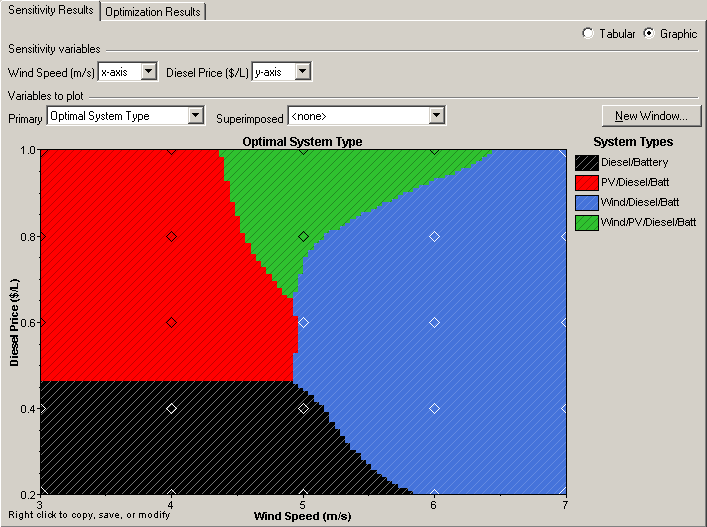 Sensitivity Results
Optimization Results
Tabular
Graphic
Sensitivity variables
Wind Speed (m/s)
x-axis
Diesel Price ($/L)
y-axis
Variables to plot
Primary
Optimal System Type
Superimposed
<none>
New Window...
Optimal System Type
System Types
Diesel/Battery
PV/Diesel/Batt
Wind/Diesel/Batt
Wind/PV/Diesel/Batt
1.0
0.8
0.6
0.4
0.2
Diesel Price ($/L)
3
4
5
6
7
Wind Speed (m/s)
Right click to copy, save, or modify